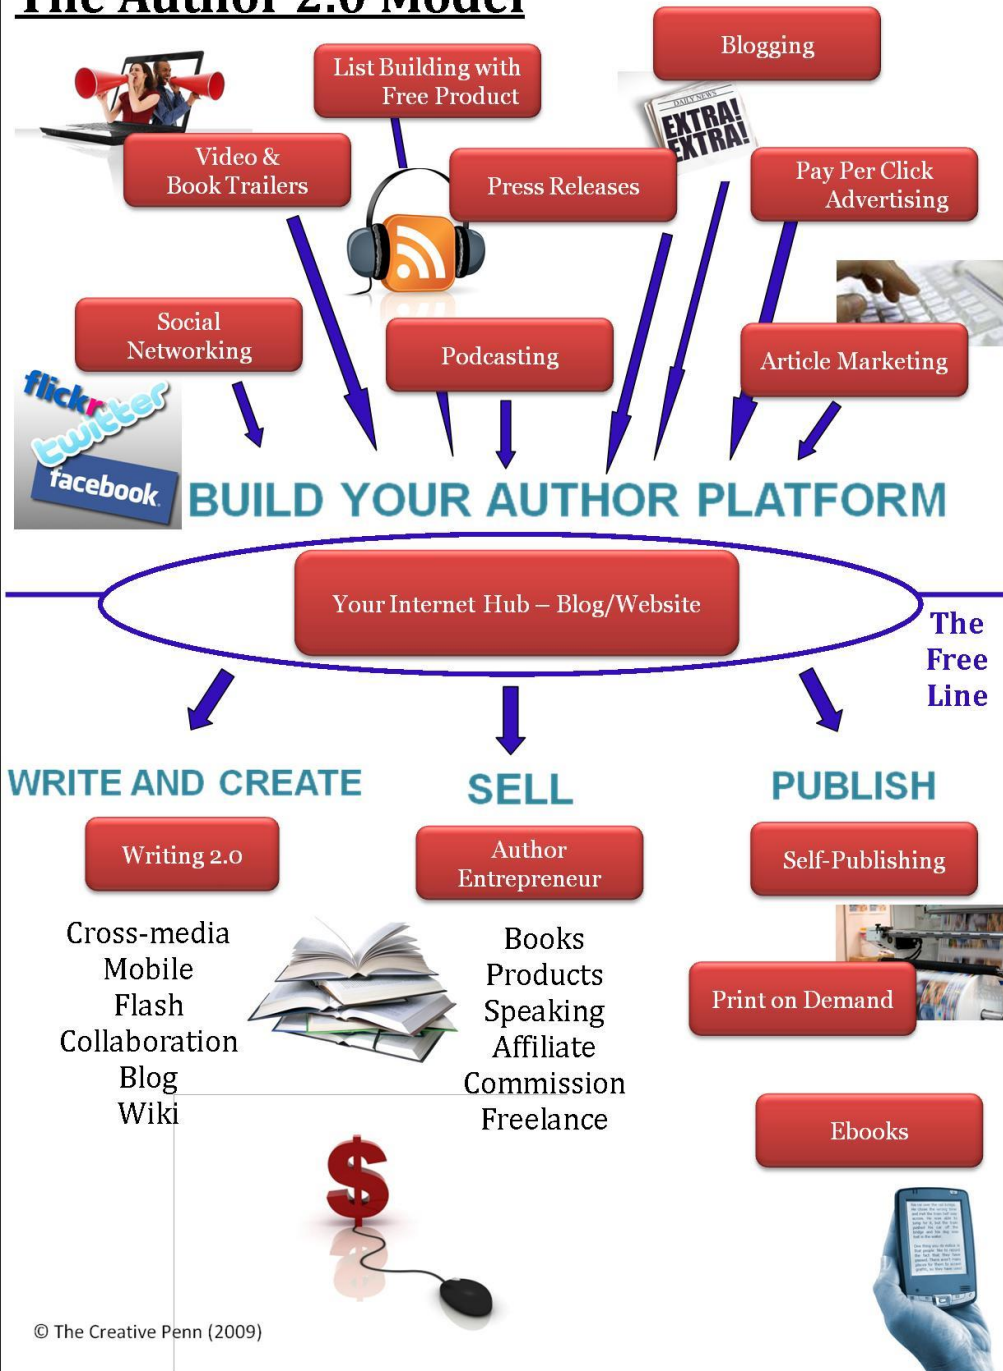 The Author 2.0 Model
Blogging
List Building with
Free Product
DAILY NEWS
EXTRA!
EXTRA!
Video &
Book Trailers
Press Releases
Pay Per Click
Advertising
Social
Networking
Podcasting
Article Marketing
flickr
twitter
facebook
BUILD YOUR AUTHOR PLATFORM
Your Internet Hub – Blog/Website
The
Free
Line
WRITE AND CREATE
SELL
PUBLISH
Writing 2.0
Author
Entrepreneur
Self-Publishing
Cross-media
Mobile
Flash
Collaboration
Blog
Wiki
Books
Products
Speaking
Affiliate
Commission
Freelance
Print on Demand
Ebooks
$
© The Creative Penn (2009)